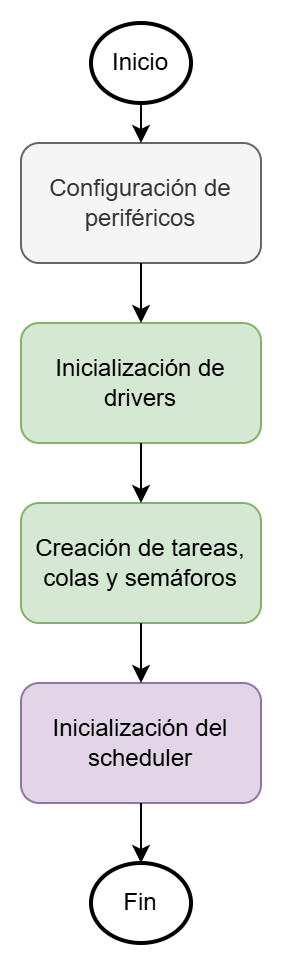 Inicio
Configuración de
periféricos
Inicialización de
drivers
Creación de tareas,
colas y semáforos
Inicialización del
scheduler
Fin